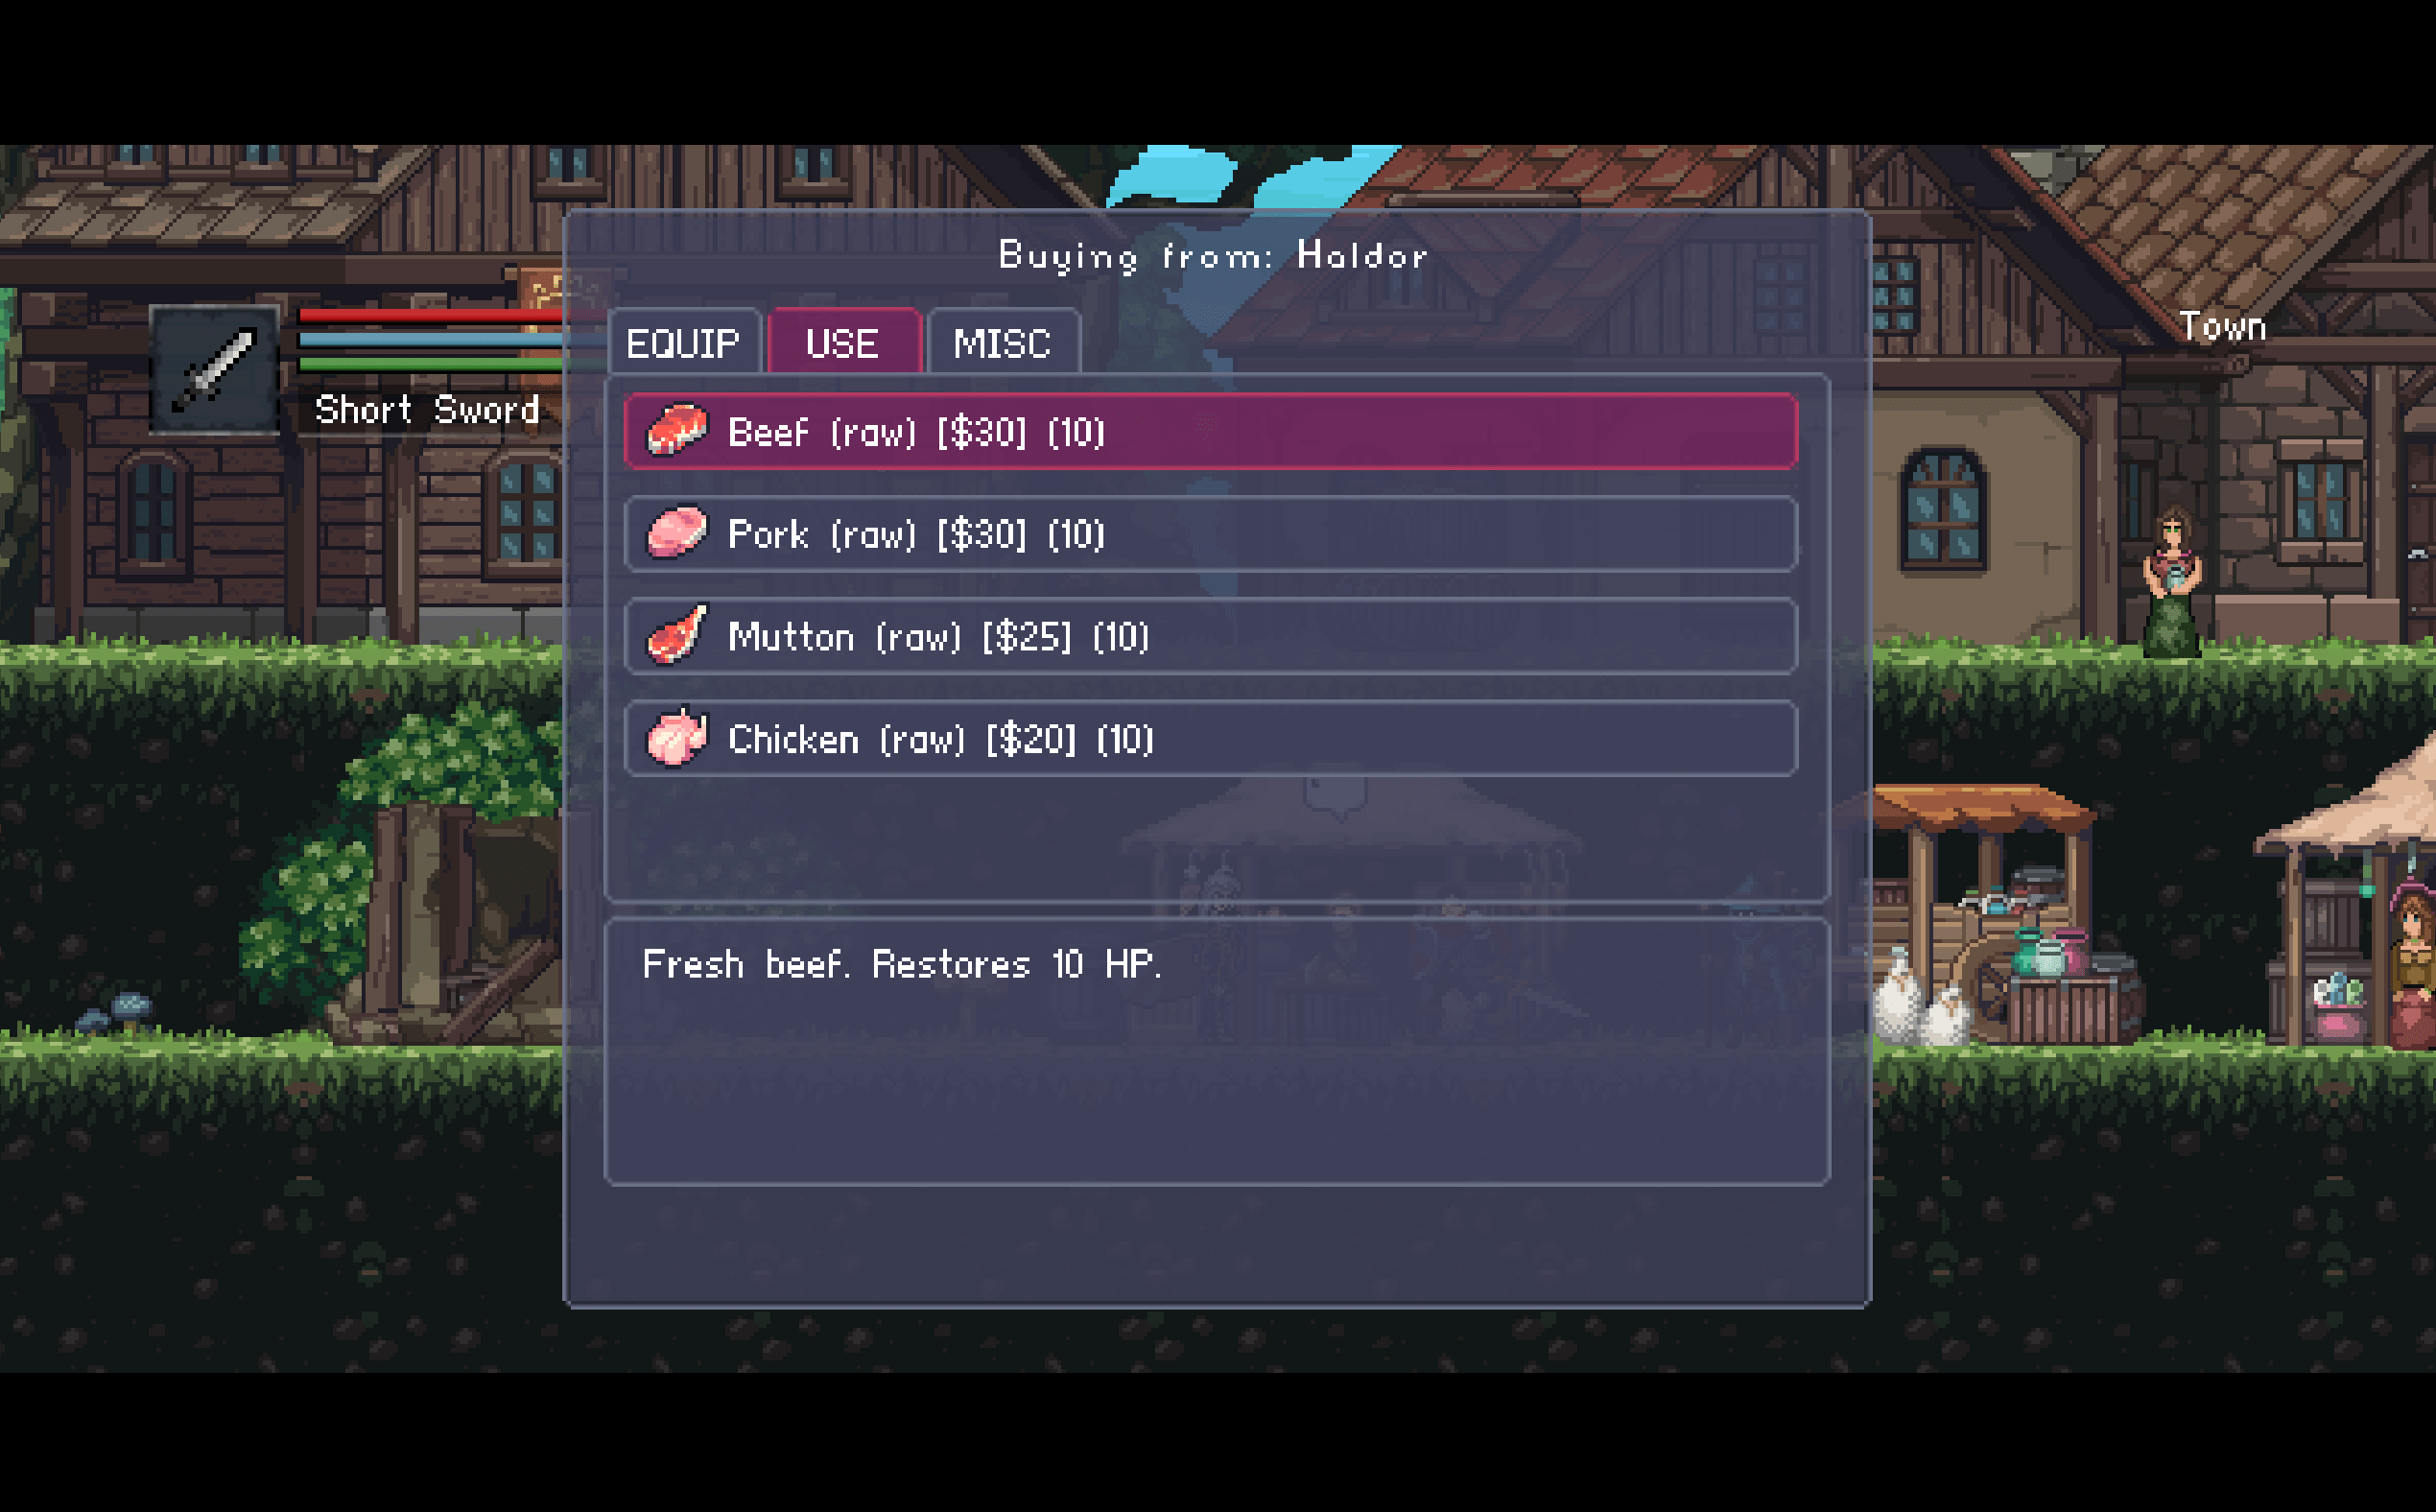 Buying from: Haldor
EQUIP USE MISC
Town
Short Sword
Beef (raw) [$30] (10)
Pork (raw) [$30] (10)
Mutton (raw) [$25] (10)
Chicken (raw) [$20] (10)
Fresh beef. Restores 10 HP.